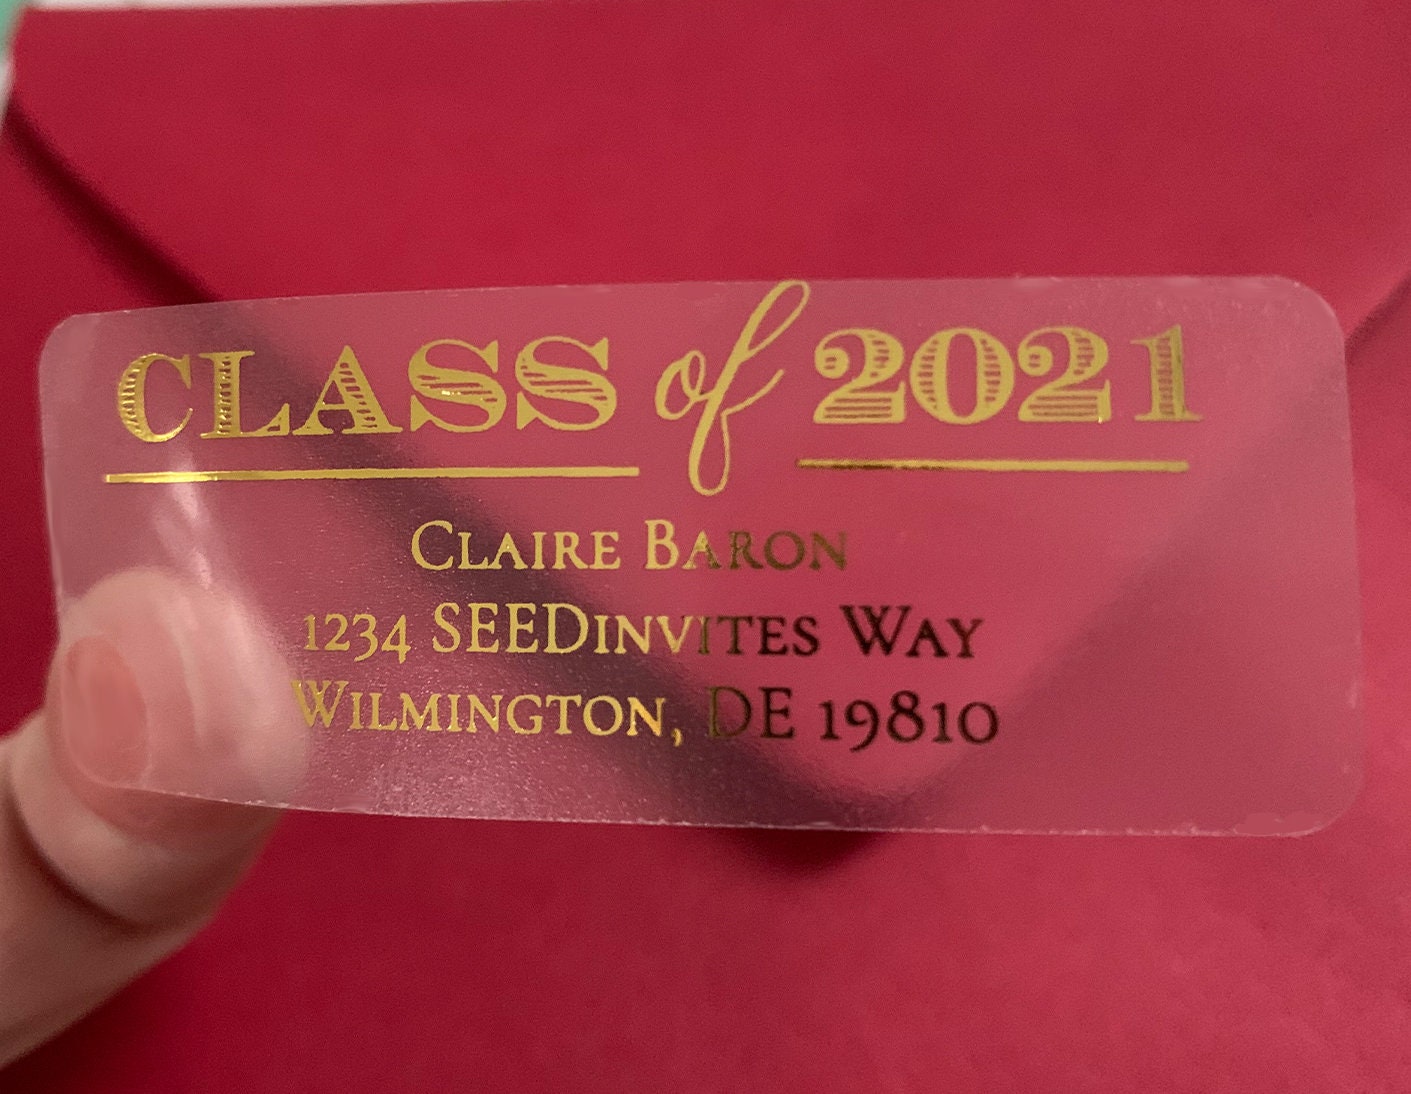 CLASS of 2021
CLAIRE BARON
1234 SEEDINVITES WAY
WILMINGTON, DE 19810